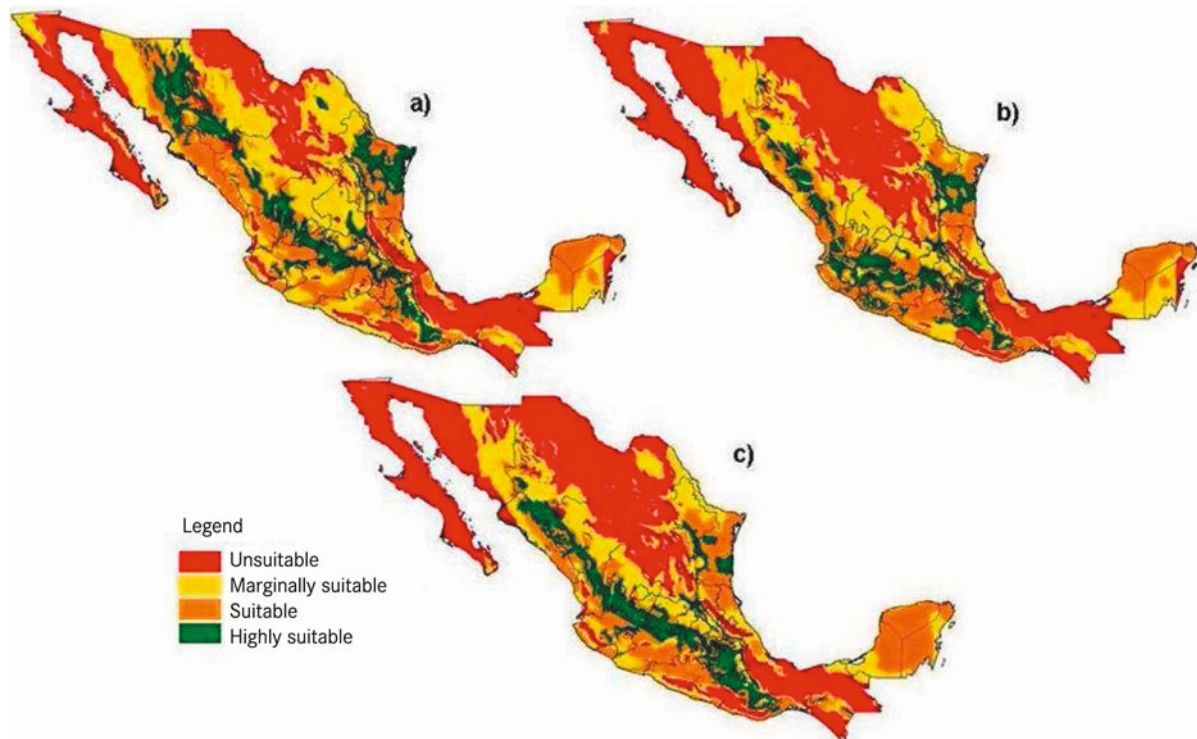 a)
b)
c)
Legend
Unsuitable
Marginally suitable
Suitable
Highly suitable